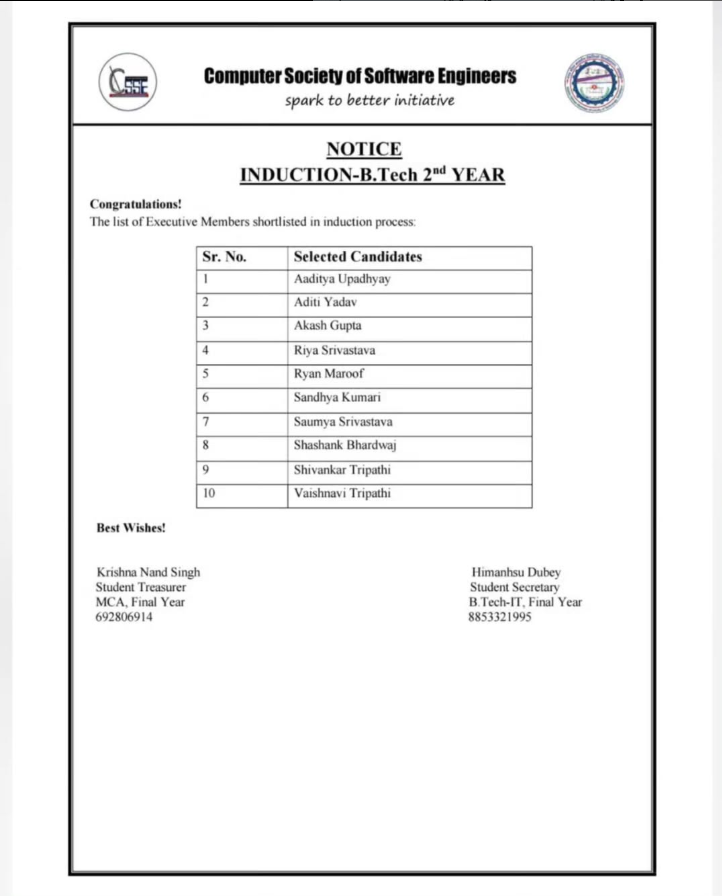 CSSE
Computer Society of Software Engineers
spark to better initiative
NOTICE
INDUCTION-B.Tech 2nd YEAR
Congratulations!
The list of Executive Members shortlisted in induction process:
Sr. No. Selected Candidates
1 Aaditya Upadhyay
2 Aditi Yadav
3 Akash Gupta
4 Riya Srivastava
5 Ryan Maroof
6 Sandhya Kumari
7 Saumya Srivastava
8 Shashank Bhardwaj
9 Shivankar Tripathi
10 Vaishnavi Tripathi
Best Wishes!
Krishna Nand Singh Himanhsu Dubey
Student Treasurer Student Secretary
MCA, Final Year B.Tech-IT, Final Year
692806914 8853321995